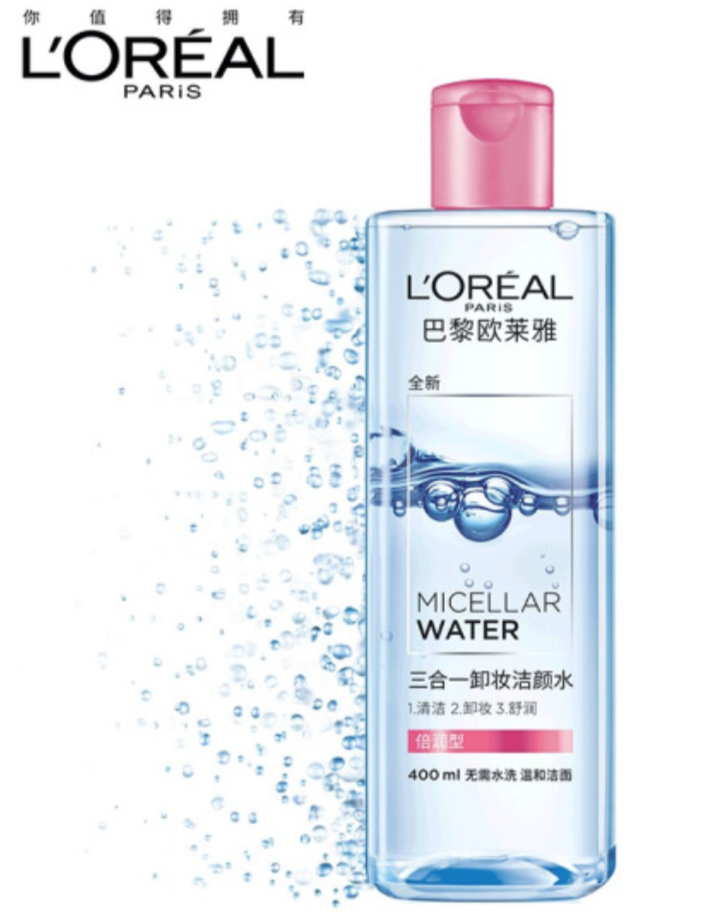 你值得拥有
L'ORÉAL
PARIS
L'ORÉAL
PARIS
巴黎欧莱雅
全新
MICELLAR
WATER
三合一卸妆洁颜水
1.清洁 2.卸妆 3.舒润
倍润型
400 ml 无需水洗 温和洁面